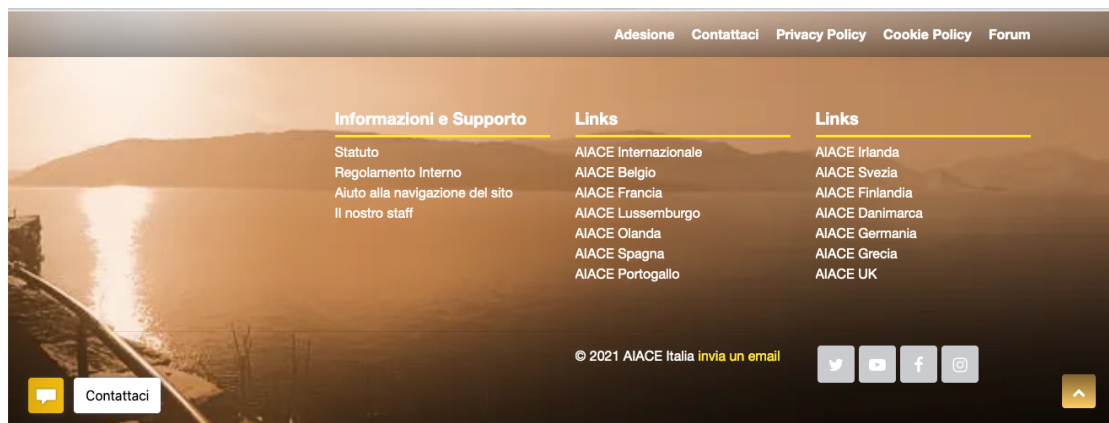 Adesione Contattaci Privacy Policy Cookie Policy Forum
Informazioni e Supporto
Statuto
Regolamento Interno
Aiuto alla navigazione del sito
Il nostro staff
Links
AIACE Internazionale
AIACE Belgio
AIACE Francia
AIACE Lussemburgo
AIACE Olanda
AIACE Spagna
AIACE Portogallo
Links
AIACE Irlanda
AIACE Svezia
AIACE Finlandia
AIACE Danimarca
AIACE Germania
AIACE Grecia
AIACE UK
© 2021 AIACE Italia invia un email
Contattaci